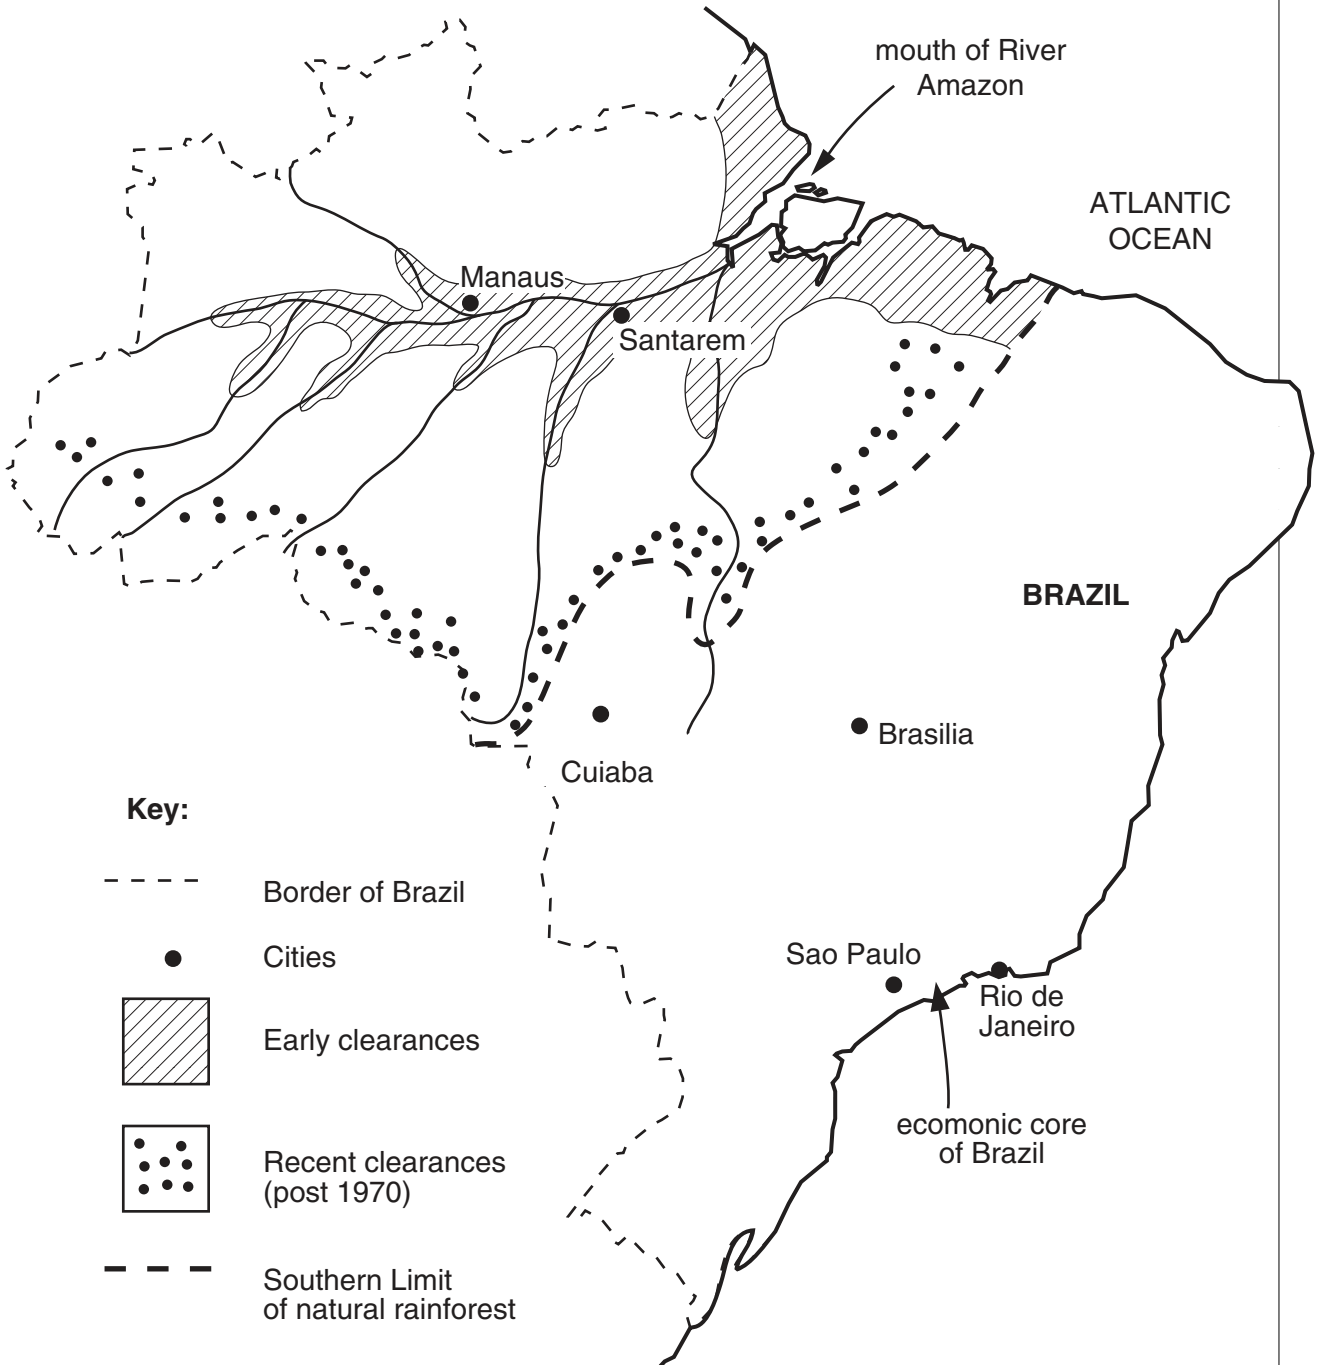 mouth of River
Amazon
ATLANTIC
OCEAN
Manaus
Santarem
BRAZIL
Brasilia
Cuiaba
Key:
Border of Brazil
Cities
Early clearances
Recent clearances
(post 1970)
Southern Limit
of natural rainforest
Sao Paulo
Rio de
Janeiro
ecomonic core
of Brazil